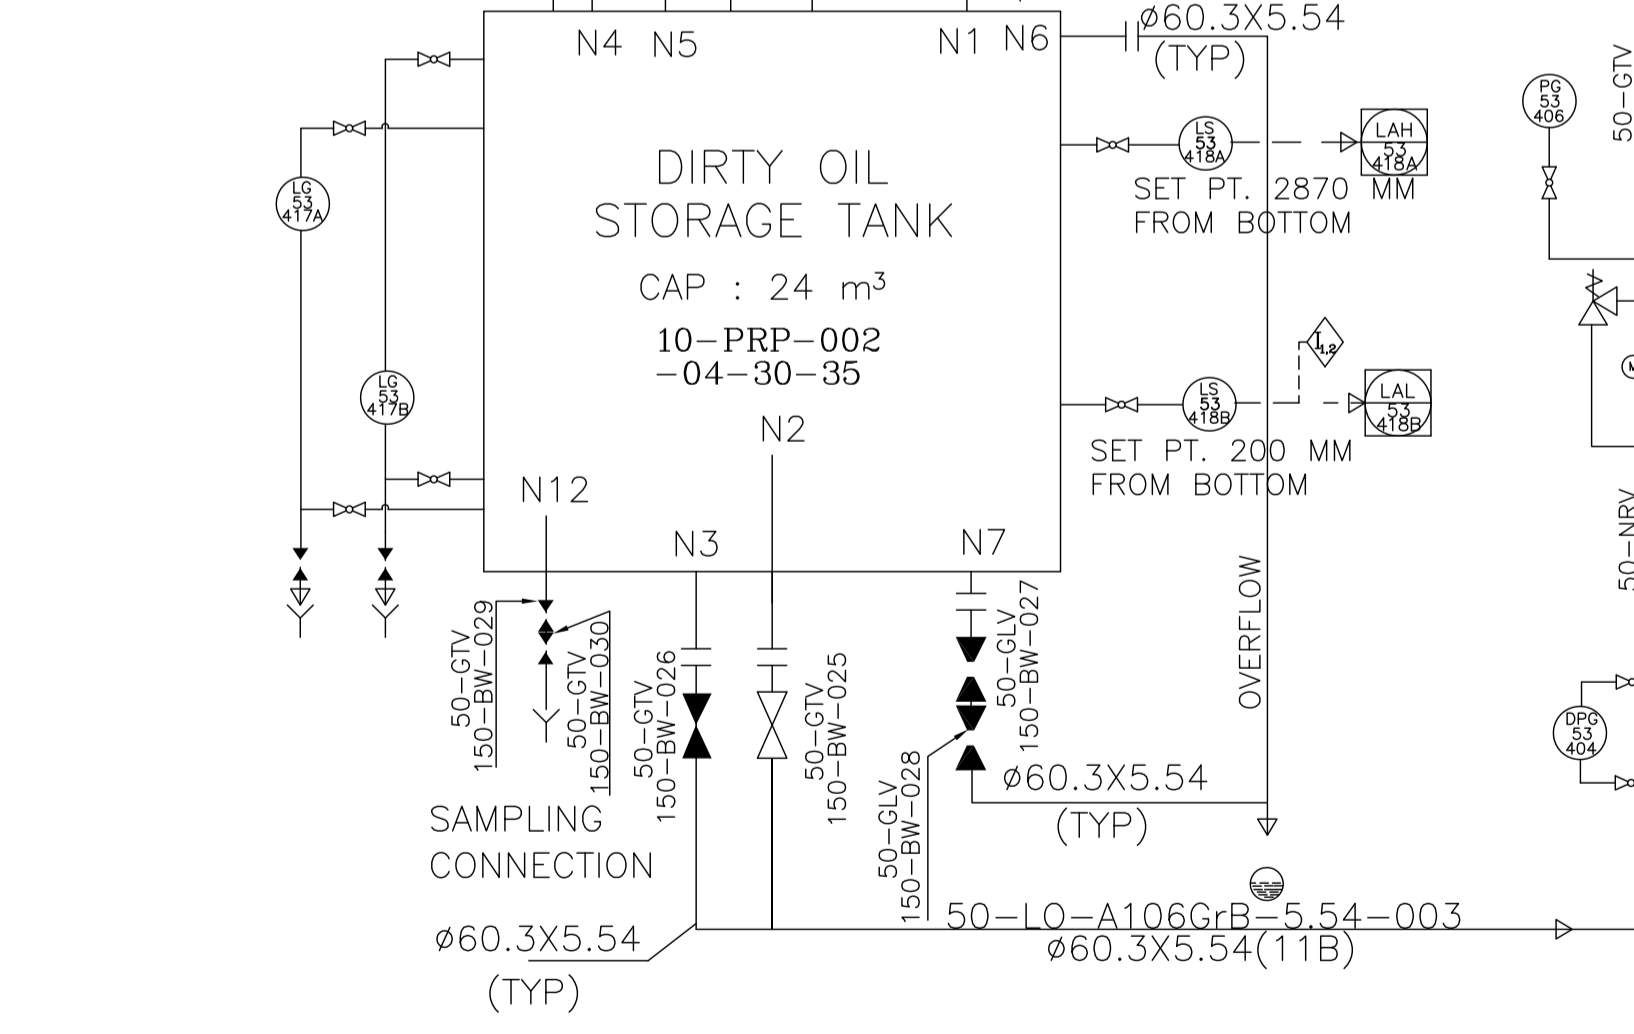 N4 N5
N1 N6
ø60.3X5.54
(TYP)
50-GTV
PG
53
406
LS
53
418A
LAH
53
418A
SET PT. 2870 MM
FROM BOTTOM
DIRTY OIL
STORAGE TANK
CAP : 24 m³
10-PRP-002
-04-30-35
LG
53
417A
LG
53
417B
I1,2
M
LS
53
418B
LAL
53
418B
SET PT. 200 MM
FROM BOTTOM
N2
N12
N3
N7
50-NRV
OVERFLOW
50-GTV
150-BW-029
50-GTV
150-BW-030
50-GTV
150-BW-026
50-GTV
150-BW-025
50-GLV
150-BW-027
50-GLV
150-BW-028
DPG
53
404
ø60.3X5.54
(TYP)
SAMPLING
CONNECTION
50-LO-A106GrB-5.54-003
ø60.3X5.54(11B)
ø60.3X5.54
(TYP)